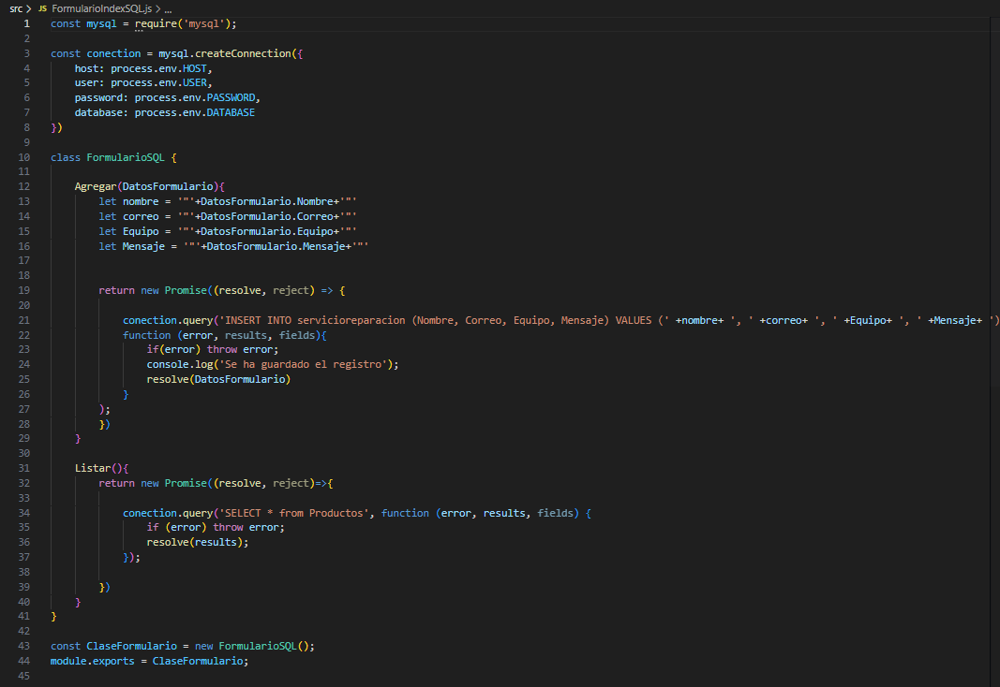 src > JS FormularioIndexSQL.js > ...
1 const mysql = require('mysql');
2
3 const conection = mysql.createConnection({
4     host: process.env.HOST,
5     user: process.env.USER,
6     password: process.env.PASSWORD,
7     database: process.env.DATABASE
8 })
9
10 class FormularioSQL {
11
12     Agregar(DatosFormulario){
13         let nombre = '"'+DatosFormulario.Nombre+'"'
14         let correo = '"'+DatosFormulario.Correo+'"'
15         let Equipo = '"'+DatosFormulario.Equipo+'"'
16         let Mensaje = '"'+DatosFormulario.Mensaje+'"'
17
18
19         return new Promise((resolve, reject) => {
20
21             conection.query('INSERT INTO servicioreparacion (Nombre, Correo, Equipo, Mensaje) VALUES (' +nombre+ ', ' +correo+ ', ' +Equipo+ ', ' +Mensaje+ ')
22             function (error, results, fields){
23                 if(error) throw error;
24                 console.log('Se ha guardado el registro');
25                 resolve(DatosFormulario)
26             }
27         );
28         })
29     }
30
31     Listar(){
32         return new Promise((resolve, reject)=>{
33
34             conection.query('SELECT * from Productos', function (error, results, fields) {
35                 if (error) throw error;
36                 resolve(results);
37             });
38
39         })
40     }
41 }
42
43 const ClaseFormulario = new FormularioSQL();
44 module.exports = ClaseFormulario;
45